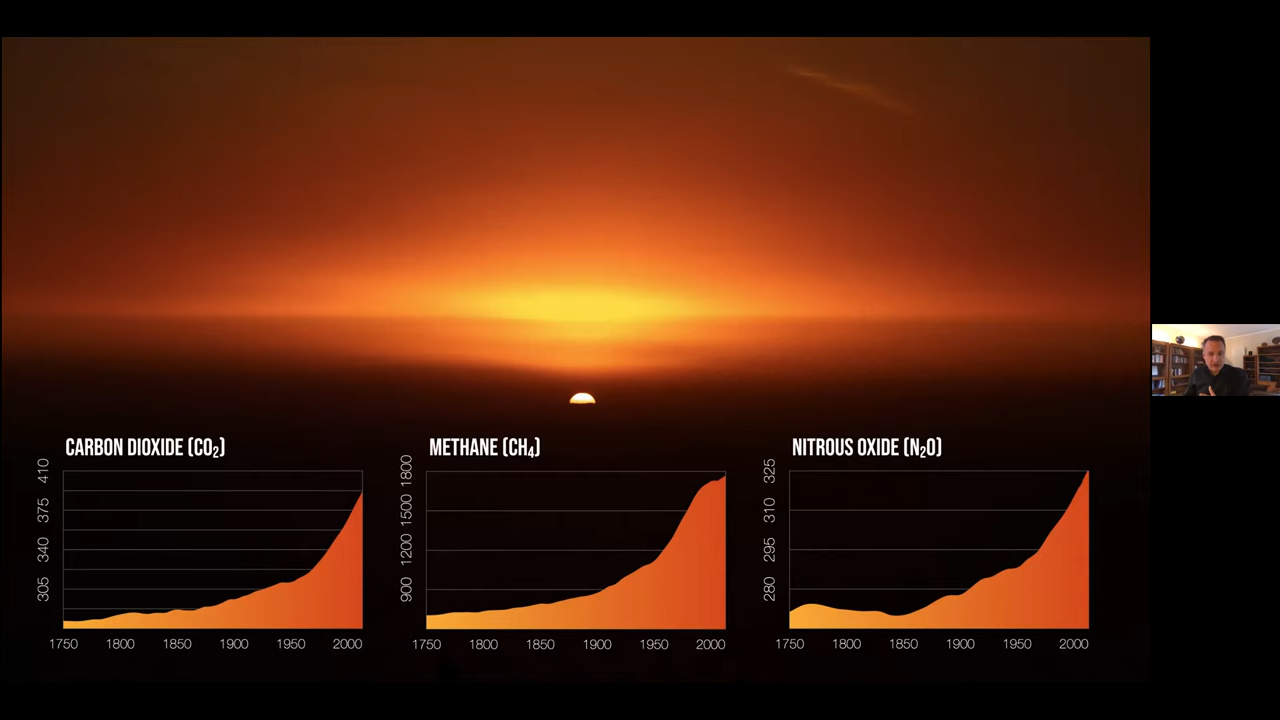 CARBON DIOXIDE (CO₂)
410
375
340
305
1750 1800 1850 1900 1950 2000
METHANE (CH₄)
1800
1500
1200
900
1750 1800 1850 1900 1950 2000
NITROUS OXIDE (N₂O)
325
310
295
280
1750 1800 1850 1900 1950 2000